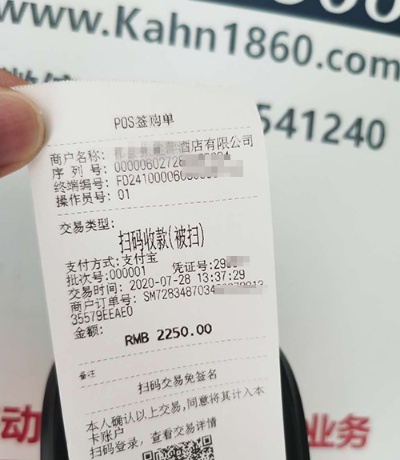 www.Kahn1860.com
541240
POS签购单
商户名称: 酒店有限公司
序 列 号: 00000602728
终端编号: FD24100060
操作员号: 01
交易类型:
扫码收款(被扫)
支付方式:支付宝
批次号:000001 凭证号:29
交易时间: 2020-07-28 13:37:29
商户订单号: SM7283487034
35579EEAE0
金额:
RMB 2250.00
备注
扫码交易免签名
本人确认以上交易,同意将其计入本
卡账户
扫码登录, 查看交易详情
动
业务